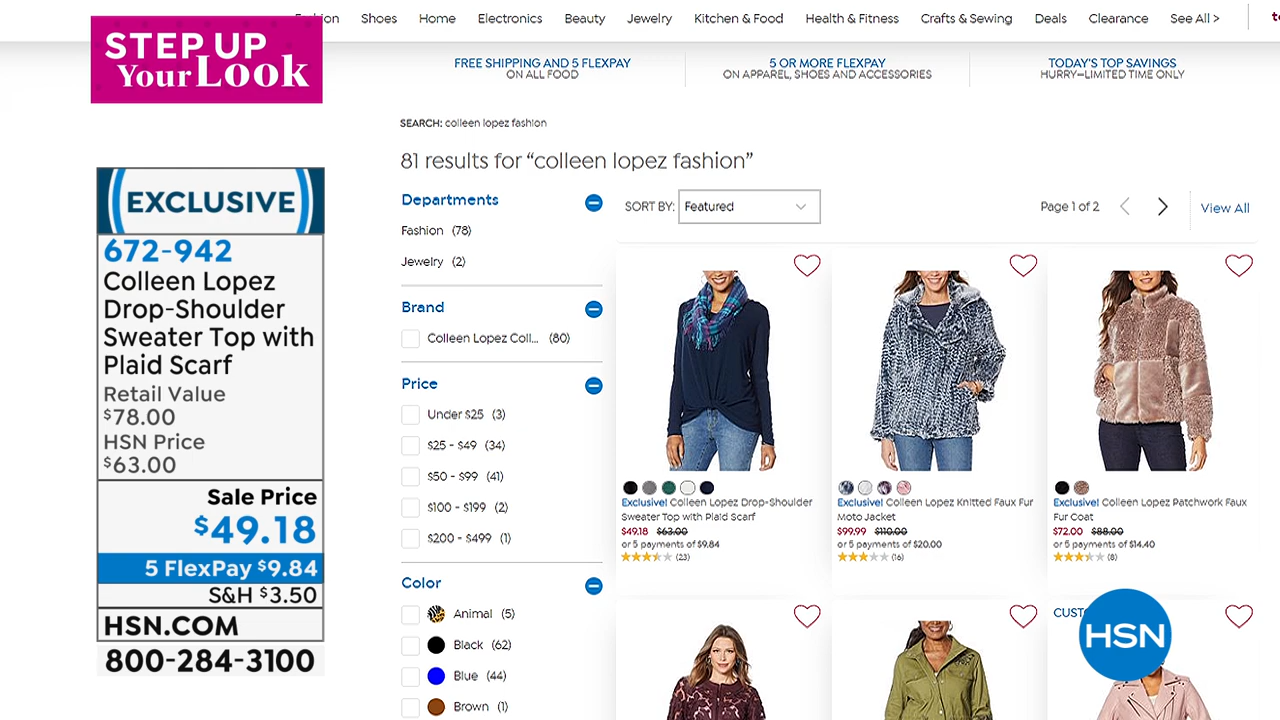 Fashion
Shoes
Home
Electronics
Beauty
Jewelry
Kitchen & Food
Health & Fitness
Crafts & Sewing
Deals
Clearance
See All >
STEP UP
Your Look
FREE SHIPPING AND 5 FLEXPAY
ON ALL FOOD
5 OR MORE FLEXPAY
ON APPAREL, SHOES AND ACCESSORIES
TODAY'S TOP SAVINGS
HURRY—LIMITED TIME ONLY
SEARCH: colleen lopez fashion
81 results for “colleen lopez fashion”
EXCLUSIVE
672-942
Colleen Lopez
Drop-Shoulder
Sweater Top with
Plaid Scarf
Retail Value
$78.00
HSN Price
$63.00
Sale Price
$49.18
5 FlexPay $9.84
S&H $3.50
HSN.COM
800-284-3100
Departments
Fashion (78)
Jewelry (2)
Brand
Colleen Lopez Coll... (80)
Price
Under $25 (3)
$25 - $49 (34)
$50 - $99 (41)
$100 - $199 (2)
$200 - $499 (1)
Color
Animal (5)
Black (62)
Blue (44)
Brown (1)
SORT BY: Featured
Page 1 of 2
View All
Exclusive! Colleen Lopez Drop-Shoulder
Sweater Top with Plaid Scarf
$49.18 $63.00
or 5 payments of $9.84
(23)
Exclusive! Colleen Lopez Knitted Faux Fur
Moto Jacket
$99.99 $110.00
or 5 payments of $20.00
(16)
Exclusive! Colleen Lopez Patchwork Faux
Fur Coat
$72.00 $88.00
or 5 payments of $14.40
(8)
HSN